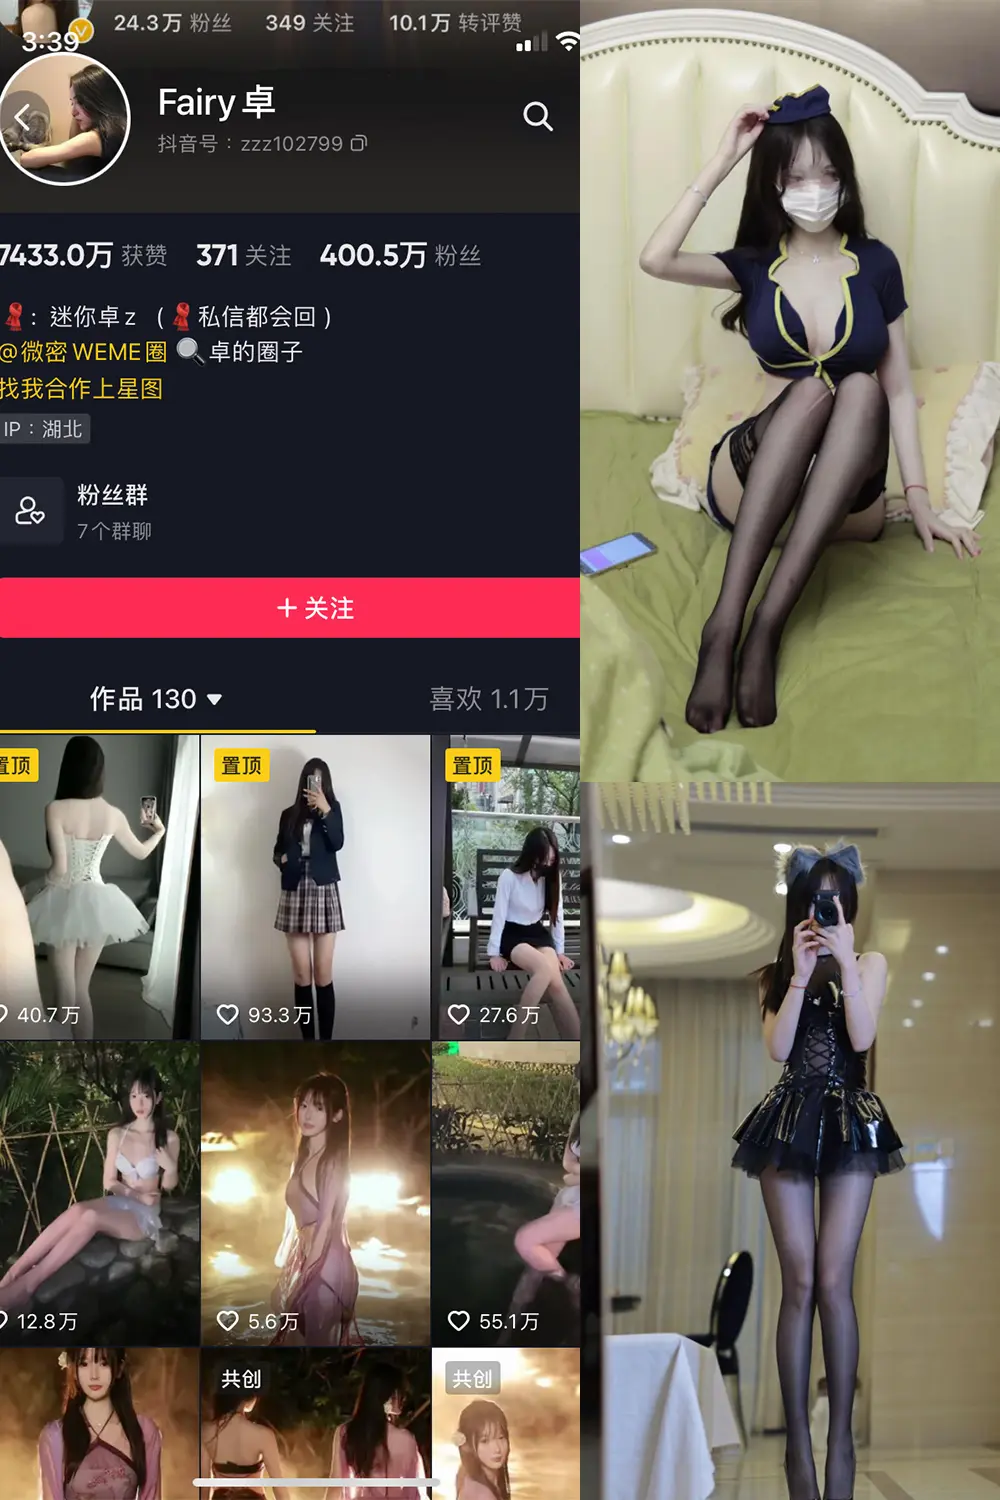 24.3万 粉丝 349 关注 10.1万 转评赞
3:39
Fairy卓
抖音号：zzz102799
7433.0万 获赞 371 关注 400.5万 粉丝
：迷你卓z （ 私信都会回 ）
@微密WEME圈 卓的圈子
找我合作上星图
IP：湖北
粉丝群
7个群聊
+ 关注
作品 130 喜欢 1.1万
置顶 置顶 置顶
40.7万 93.3万 27.6万
12.8万 5.6万 55.1万
共创 共创